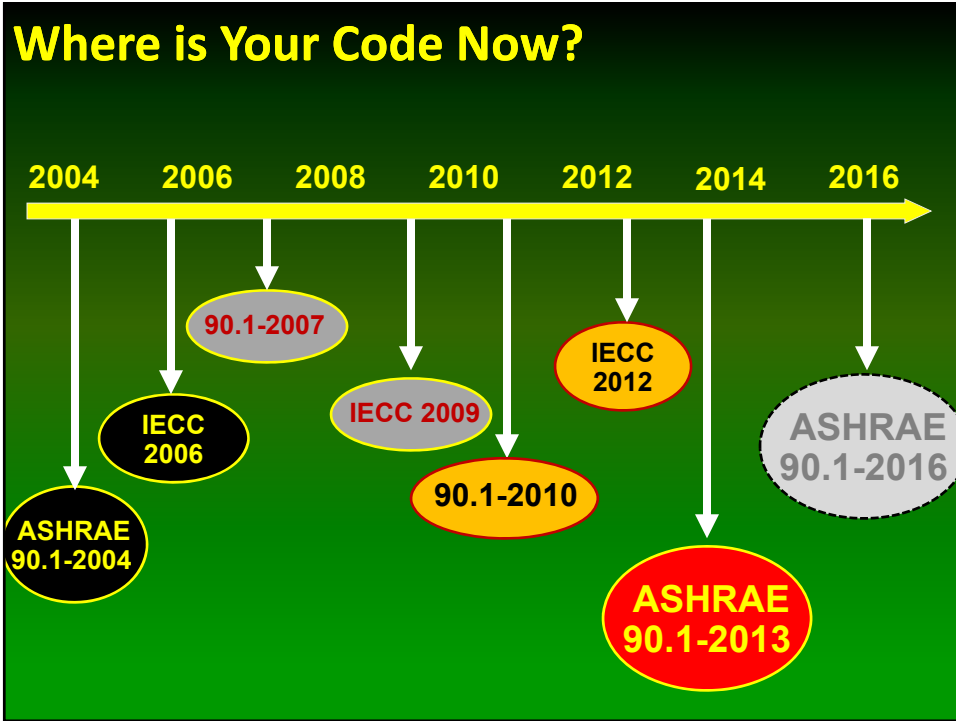 Where is Your Code Now?
2004 2006 2008 2010 2012 2014 2016
90.1-2007
IECC
2012
IECC
2006
IECC 2009
ASHRAE
90.1-2016
90.1-2010
ASHRAE
90.1-2004
ASHRAE
90.1-2013